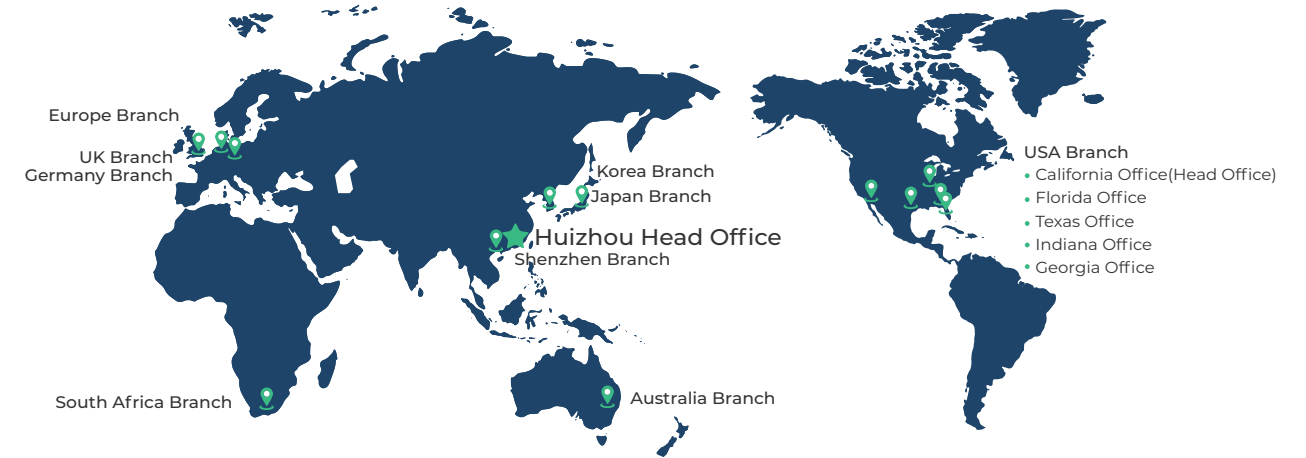 Europe Branch
UK Branch
Germany Branch
Korea Branch
Japan Branch
Huizhou Head Office
Shenzhen Branch
South Africa Branch
Australia Branch
USA Branch
• California Office(Head Office)
• Florida Office
• Texas Office
• Indiana Office
• Georgia Office